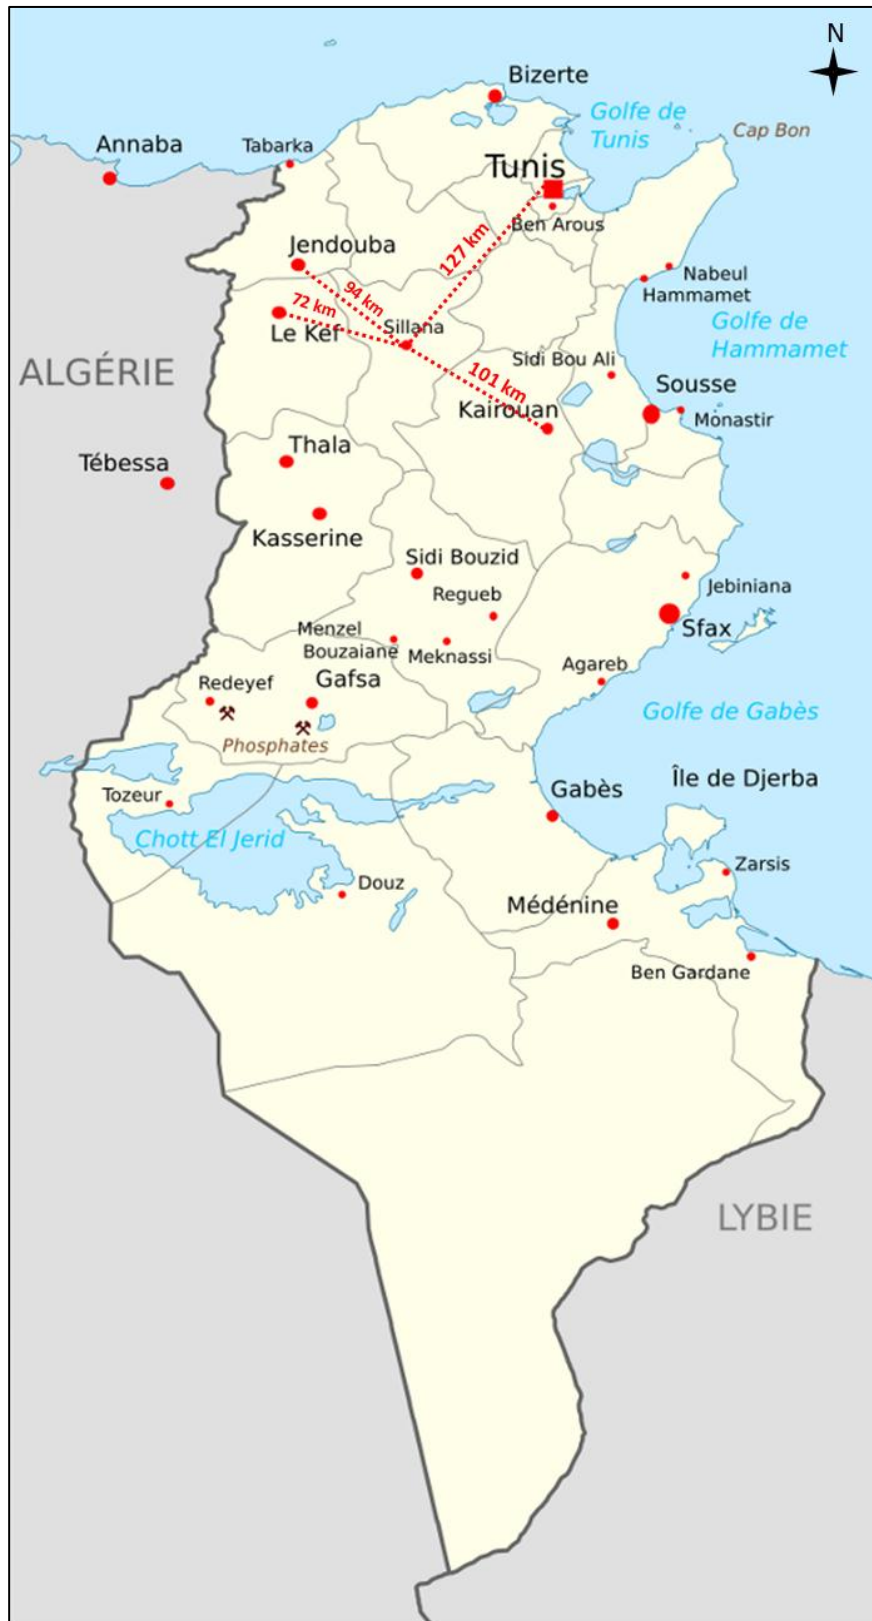 N
Bizerte
Golfe de
Tunis
Cap Bon
Annaba
Tabarka
Tunis
Ben Arous
127 km
Jendouba
94 km
72 km
Nabeul
Hammamet
Le Kef
Sillana
Golfe de
Hammamet
ALGÉRIE
Sidi Bou Ali
101 km
Sousse
Kairouan
Monastir
Thala
Tébessa
Kasserine
Sidi Bouzid
Jebiniana
Regueb
Sfax
Menzel
Bouzaiane
Meknassi
Agareb
Redeyef
Gafsa
Golfe de Gabès
Phosphates
Île de Djerba
Gabès
Tozeur
Chott El Jerid
Zarsis
Douz
Médénine
Ben Gardane
LYBIE